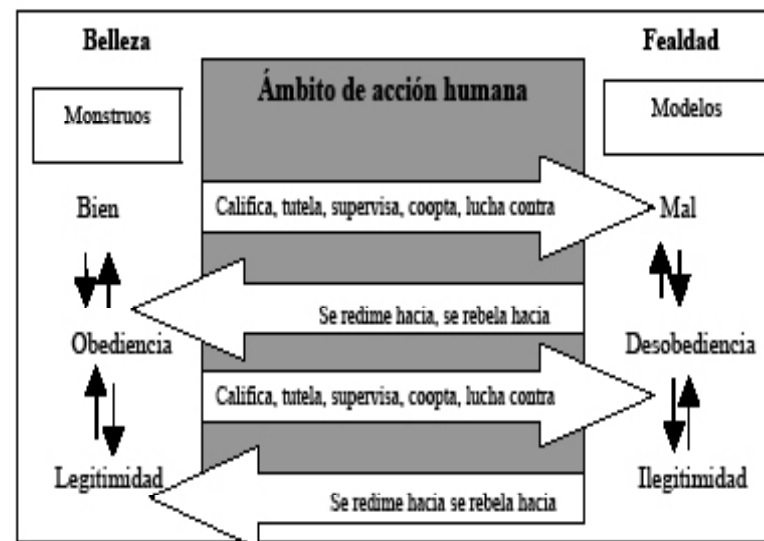 Belleza
Fealdad
Ámbito de acción humana
Monstruos
Modelos
Bien
Califica, tutela, supervisa, coopta, lucha contra
Mal
Se redime hacia, se rebela hacia
Obediencia
Desobediencia
Califica, tutela, supervisa, coopta, lucha contra
Legitimidad
Ilegitimidad
Se redime hacia se rebela hacia